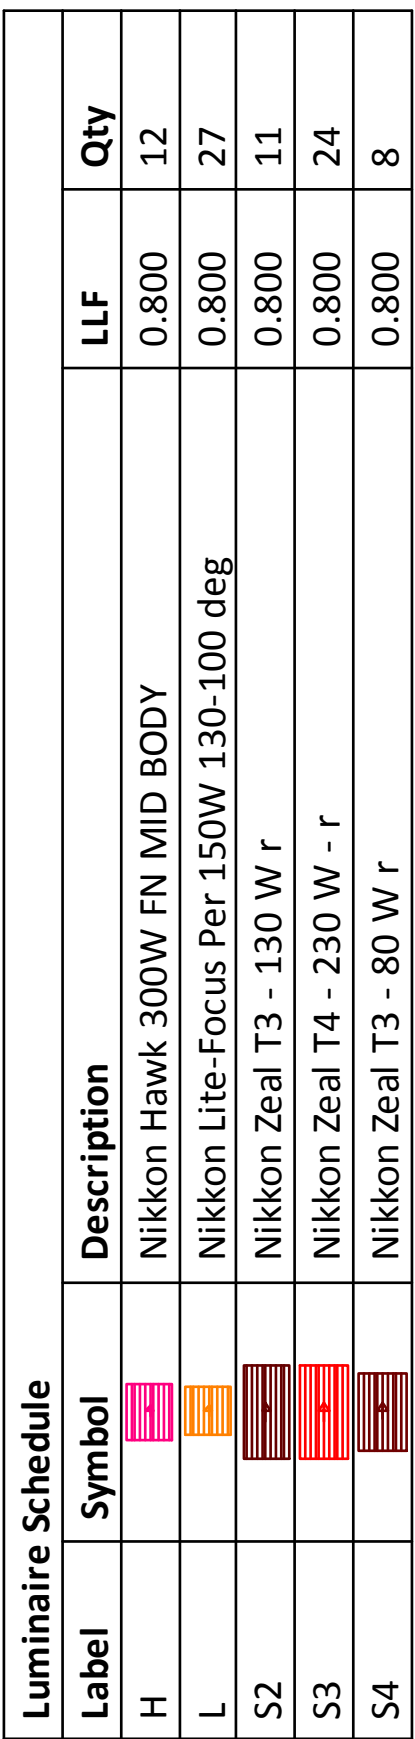 Luminaire Schedule
Label Symbol Description LLF Qty
H Nikkon Hawk 300W FN MID BODY 0.800 12
L Nikkon Lite-Focus Per 150W 130-100 deg 0.800 27
S2 Nikkon Zeal T3 - 130 W r 0.800 11
S3 Nikkon Zeal T4 - 230 W - r 0.800 24
S4 Nikkon Zeal T3 - 80 W r 0.800 8